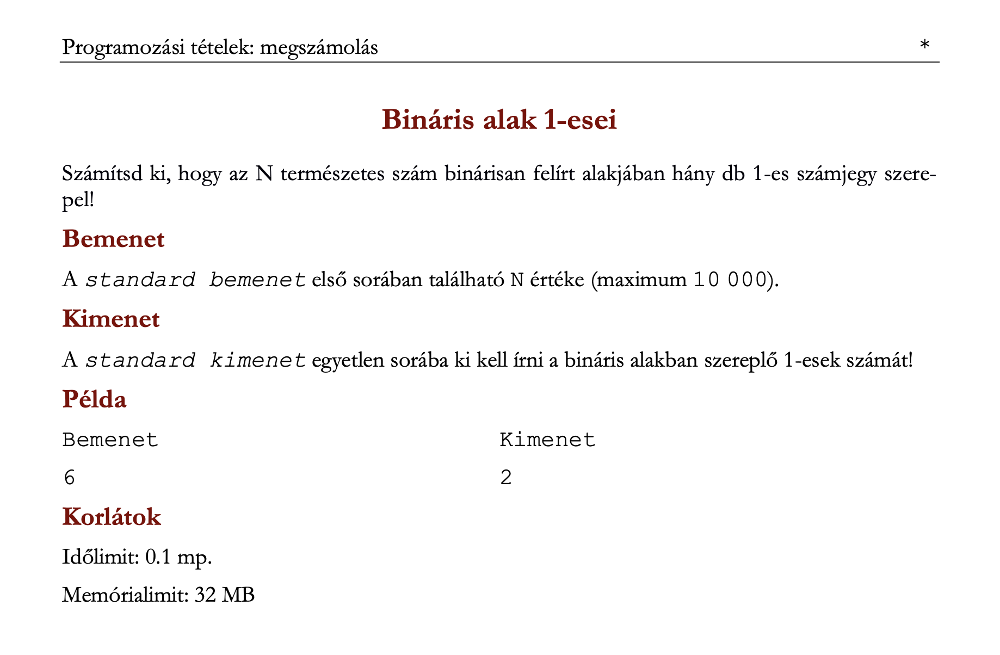 Programozási tételek: megszámolás *
Bináris alak 1-esei
Számítsd ki, hogy az N természetes szám binárisan felírt alakjában hány db 1-es számjegy szere-
pel!
Bemenet
A standard bemenet első sorában található N értéke (maximum 10 000).
Kimenet
A standard kimenet egyetlen sorába ki kell írni a bináris alakban szereplő 1-esek számát!
Példa
Bemenet Kimenet
6 2
Korlátok
Időlimit: 0.1 mp.
Memórialimit: 32 MB